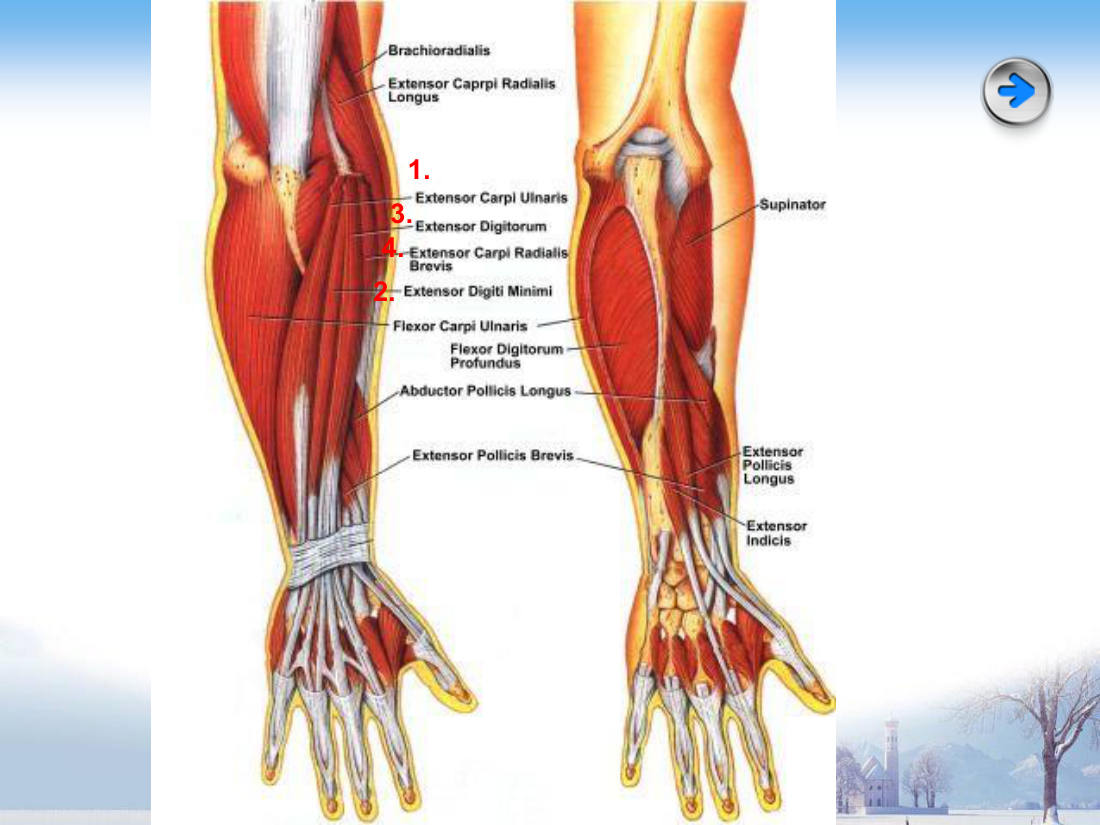 Brachioradialis
Extensor Caprpi Radialis
Longus
1.
Extensor Carpi Ulnaris
3.
Extensor Digitorum
4.
Extensor Carpi Radialis
Brevis
2.
Extensor Digiti Minimi
Flexor Carpi Ulnaris
Flexor Digitorum
Profundus
Abductor Pollicis Longus
Extensor Pollicis Brevis
Supinator
Extensor
Pollicis
Longus
Extensor
Indicis